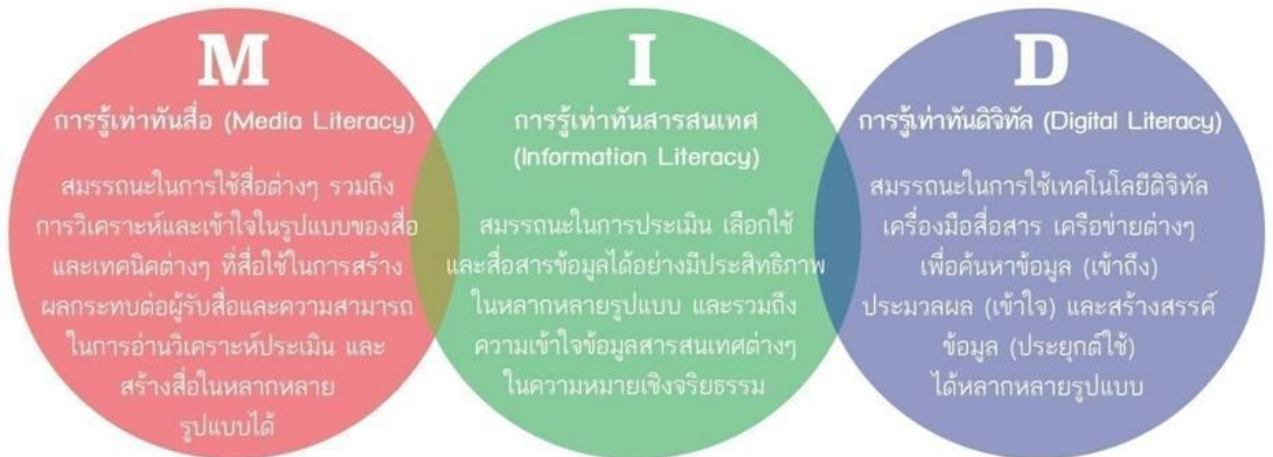 M
การรู้เท่าทันสื่อ (Media Literacy)
สมรรถนะในการใช้สื่อต่างๆ รวมถึง
การวิเคราะห์และเข้าใจในรูปแบบของสื่อ
และเทคนิคต่างๆ ที่สื่อใช้ในการสร้าง
ผลกระทบต่อผู้รับสื่อและความสามารถ
ในการอ่านวิเคราะห์ประเมิน และ
สร้างสื่อในหลากหลาย
รูปแบบได้
I
การรู้เท่าทันสารสนเทศ
(Information Literacy)
สมรรถนะในการประเมิน เลือกใช้
และสื่อสารข้อมูลได้อย่างมีประสิทธิภาพ
ในหลากหลายรูปแบบ และรวมถึง
ความเข้าใจข้อมูลสารสนเทศต่างๆ
ในความหมายเชิงจริยธรรม
D
การรู้เท่าทันดิจิทัล (Digital Literacy)
สมรรถนะในการใช้เทคโนโลยีดิจิทัล
เครื่องมือสื่อสาร เครือข่ายต่างๆ
เพื่อค้นหาข้อมูล (เข้าถึง)
ประมวลผล (เข้าใจ) และสร้างสรรค์
ข้อมูล (ประยุกต์ใช้)
ได้หลากหลายรูปแบบ